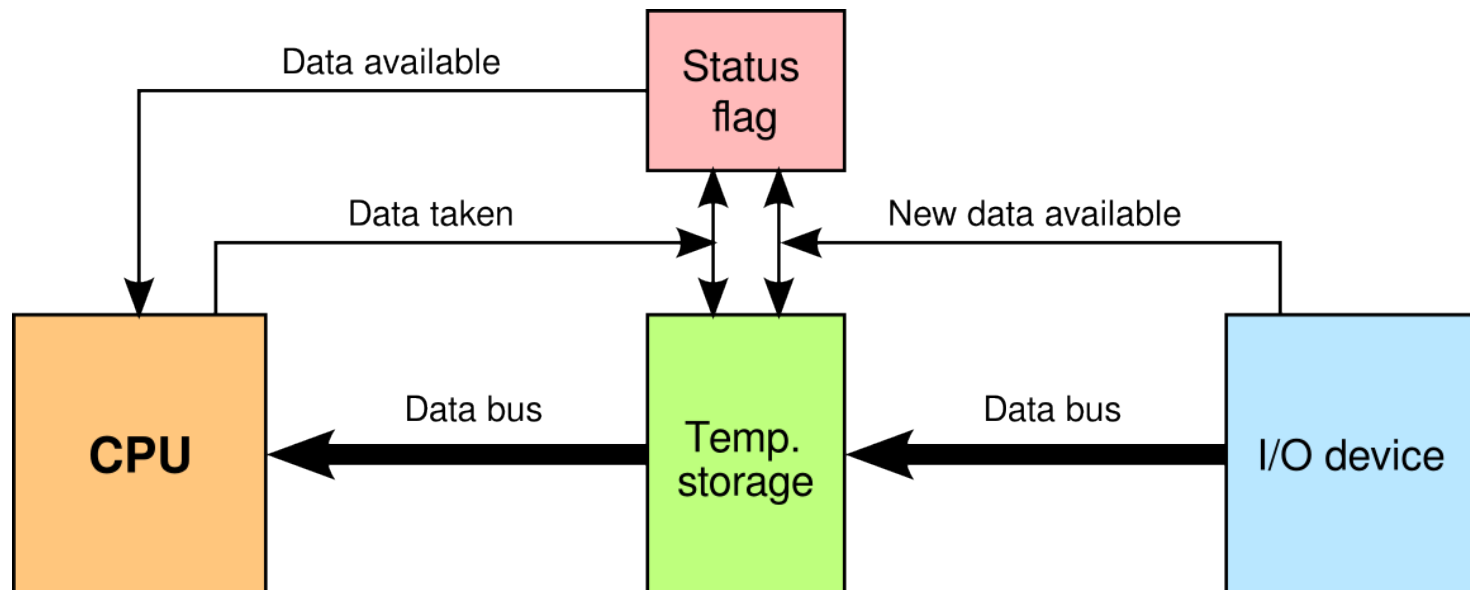 Data available
Status
flag
Data taken
New data available
Data bus
Data bus
CPU
Temp.
storage
I/O device